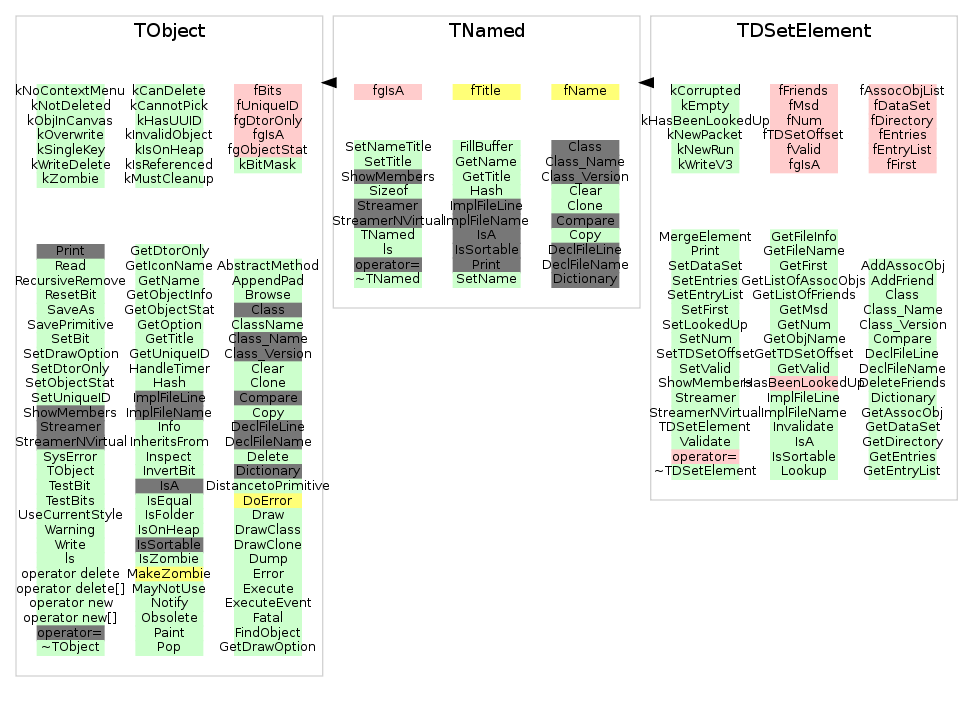 TObject
kNoContextMenu kCanDelete fBits
kNotDeleted kCannotPick fUniqueID
kObjInCanvas kHasUUID fgDtorOnly
kOverwrite kInvalidObject fgIsA
kSingleKey kIsOnHeap fgObjectStat
kWriteDelete kIsReferenced kBitMask
kZombie kMustCleanup
Print GetDtorOnly
Read GetIconName AbstractMethod
RecursiveRemove GetName AppendPad
ResetBit GetObjectInfo Browse
SaveAs GetObjectStat Class
SavePrimitive GetOption ClassName
SetBit GetTitle Class_Name
SetDrawOption GetUniqueID Class_Version
SetDtorOnly HandleTimer Clear
SetObjectStat Hash Clone
SetUniqueID ImplFileLine Compare
ShowMembers ImplFileName Copy
Streamer Info DeclFileLine
StreamerNVirtual InheritsFrom DeclFileName
SysError Inspect Delete
TObject InvertBit Dictionary
TestBit IsA DistancetoPrimitive
TestBits IsEqual DoError
UseCurrentStyle IsFolder Draw
Warning IsOnHeap DrawClass
Write IsSortable DrawClone
ls IsZombie Dump
operator delete MakeZombie Error
operator delete[] MayNotUse Execute
operator new Notify ExecuteEvent
operator new[] Obsolete Fatal
operator= Paint FindObject
~TObject Pop GetDrawOption
TNamed
fgIsA fTitle fName
SetNameTitle FillBuffer Class
SetTitle GetName Class_Name
ShowMembers GetTitle Class_Version
Sizeof Hash Clear
Streamer ImplFileLine Clone
StreamerNVirtual ImplFileName Compare
TNamed IsA Copy
ls IsSortable DeclFileLine
operator= Print DeclFileName
~TNamed SetName Dictionary
TDSetElement
kCorrupted fFriends fAssocObjList
kEmpty fMsd fDataSet
kHasBeenLookedUp fNum fDirectory
kNewPacket fTDSetOffset fEntries
kNewRun fValid fEntryList
kWriteV3 fgIsA fFirst
MergeElement GetFileInfo
Print GetFileName
SetDataSet GetFirst AddAssocObj
SetEntries GetListOfAssocObjs AddFriend
SetEntryList GetListOfFriends Class
SetFirst GetMsd Class_Name
SetLookedUp GetNum Class_Version
SetNum GetObjName Compare
SetTDSetOffset GetTDSetOffset DeclFileLine
SetValid GetValid DeclFileName
ShowMembers HasBeenLookedUp DeleteFriends
Streamer ImplFileLine Dictionary
StreamerNVirtual ImplFileName GetAssocObj
TDSetElement Invalidate GetDataSet
Validate IsA GetDirectory
operator= IsSortable GetEntries
~TDSetElement Lookup GetEntryList